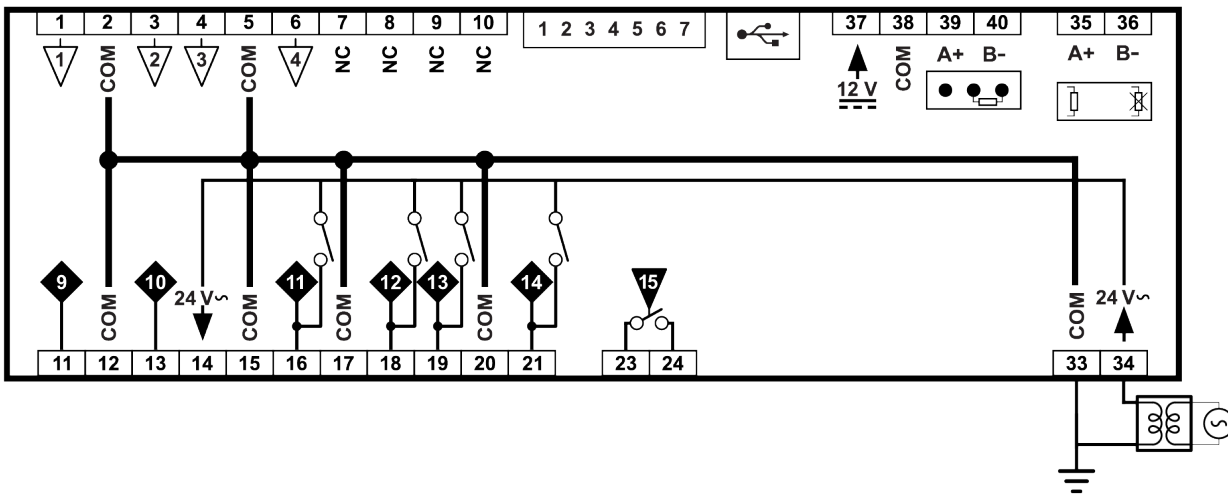 1 2 3 4 5 6 7 8 9 10
1 2 3 4 5 6 7
37 38 39 40
35 36
1 COM 2 3 COM 4 NC NC NC NC
12 V COM A+ B-
A+ B-
9 COM 10 24 V~ COM 11 COM 12 13 COM 14 15 COM 24 V~
11 12 13 14 15 16 17 18 19 20 21
23 24
33 34